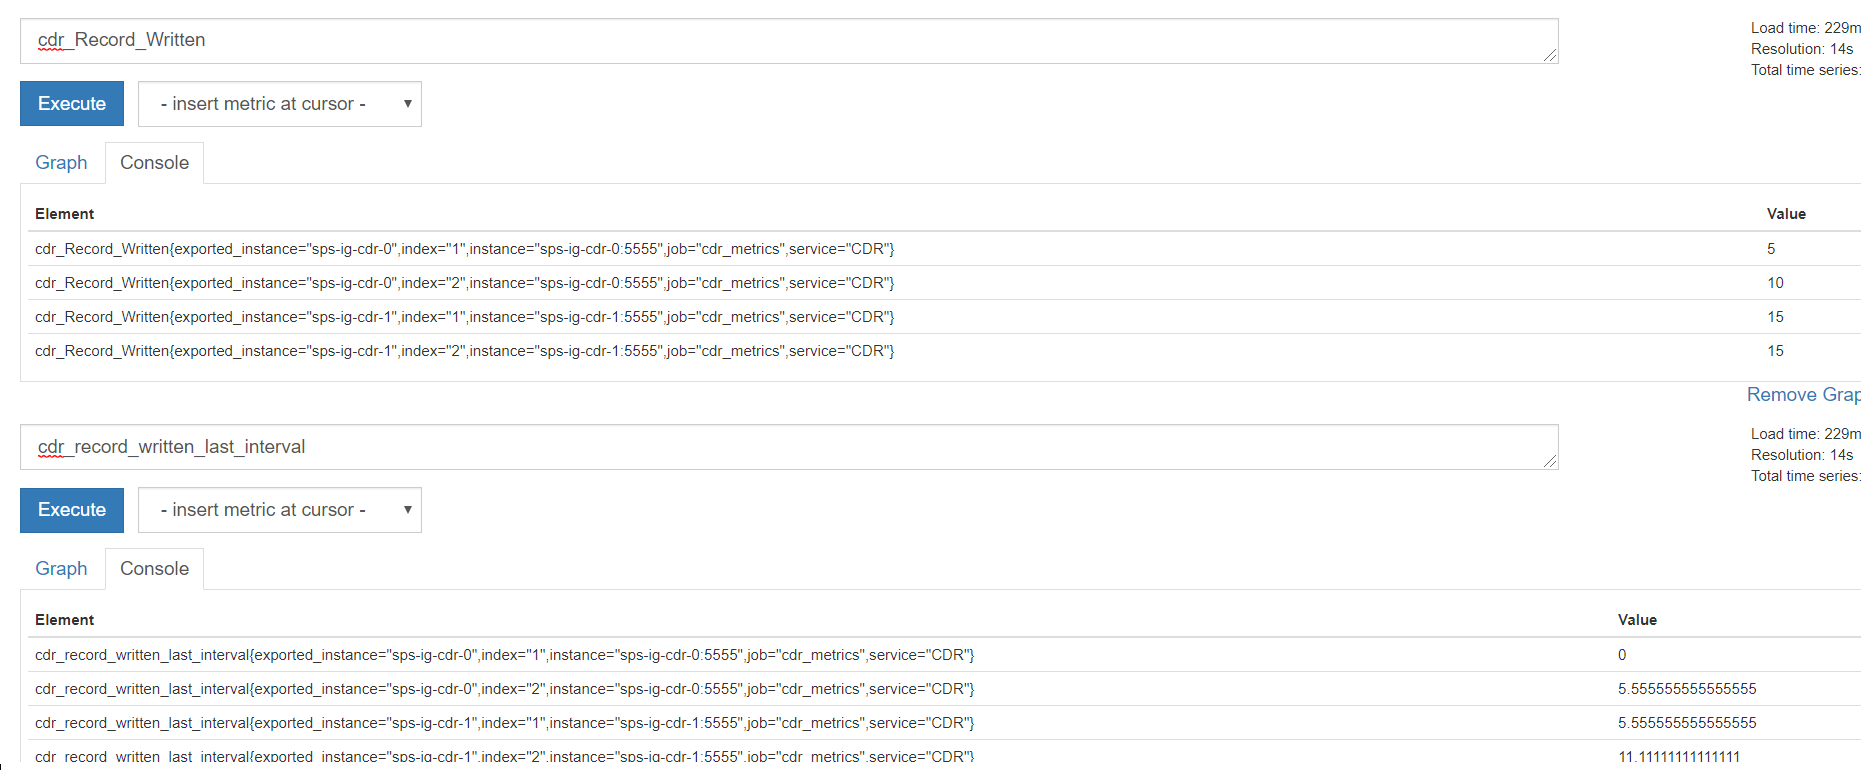 cdr_Record_Written
Load time: 229m
Resolution: 14s
Total time series:
Execute
- insert metric at cursor -
Graph
Console
Element Value
cdr_Record_Written{exported_instance="sps-ig-cdr-0",index="1",instance="sps-ig-cdr-0:5555",job="cdr_metrics",service="CDR"} 5
cdr_Record_Written{exported_instance="sps-ig-cdr-0",index="2",instance="sps-ig-cdr-0:5555",job="cdr_metrics",service="CDR"} 10
cdr_Record_Written{exported_instance="sps-ig-cdr-1",index="1",instance="sps-ig-cdr-1:5555",job="cdr_metrics",service="CDR"} 15
cdr_Record_Written{exported_instance="sps-ig-cdr-1",index="2",instance="sps-ig-cdr-1:5555",job="cdr_metrics",service="CDR"} 15
Remove Grap
cdr_record_written_last_interval
Load time: 229m
Resolution: 14s
Total time series:
Execute
- insert metric at cursor -
Graph
Console
Element Value
cdr_record_written_last_interval{exported_instance="sps-ig-cdr-0",index="1",instance="sps-ig-cdr-0:5555",job="cdr_metrics",service="CDR"} 0
cdr_record_written_last_interval{exported_instance="sps-ig-cdr-0",index="2",instance="sps-ig-cdr-0:5555",job="cdr_metrics",service="CDR"} 5.555555555555555
cdr_record_written_last_interval{exported_instance="sps-ig-cdr-1",index="1",instance="sps-ig-cdr-1:5555",job="cdr_metrics",service="CDR"} 5.555555555555555
cdr_record_written_last_interval{exported_instance="sps-ig-cdr-1",index="2",instance="sps-ig-cdr-1:5555",job="cdr_metrics",service="CDR"} 11.11111111111111